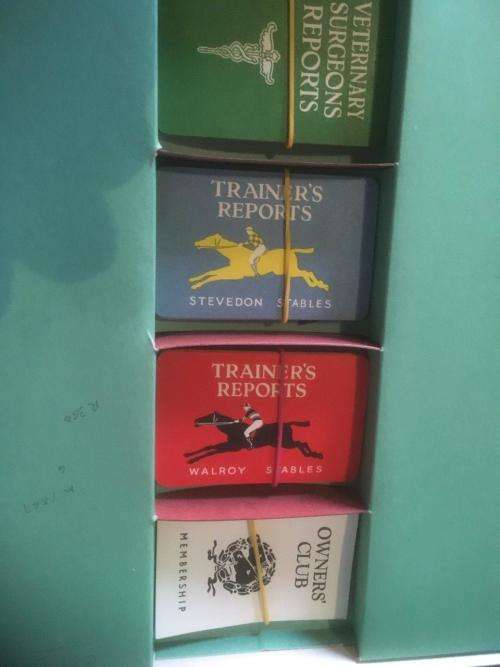 VETERINARY
SURGEONS
REPORTS
TRAINER'S
REPORTS
STEVEDON STABLES
TRAINER'S
REPORTS
WALROY STABLES
OWNERS'
CLUB
MEMBERSHIP